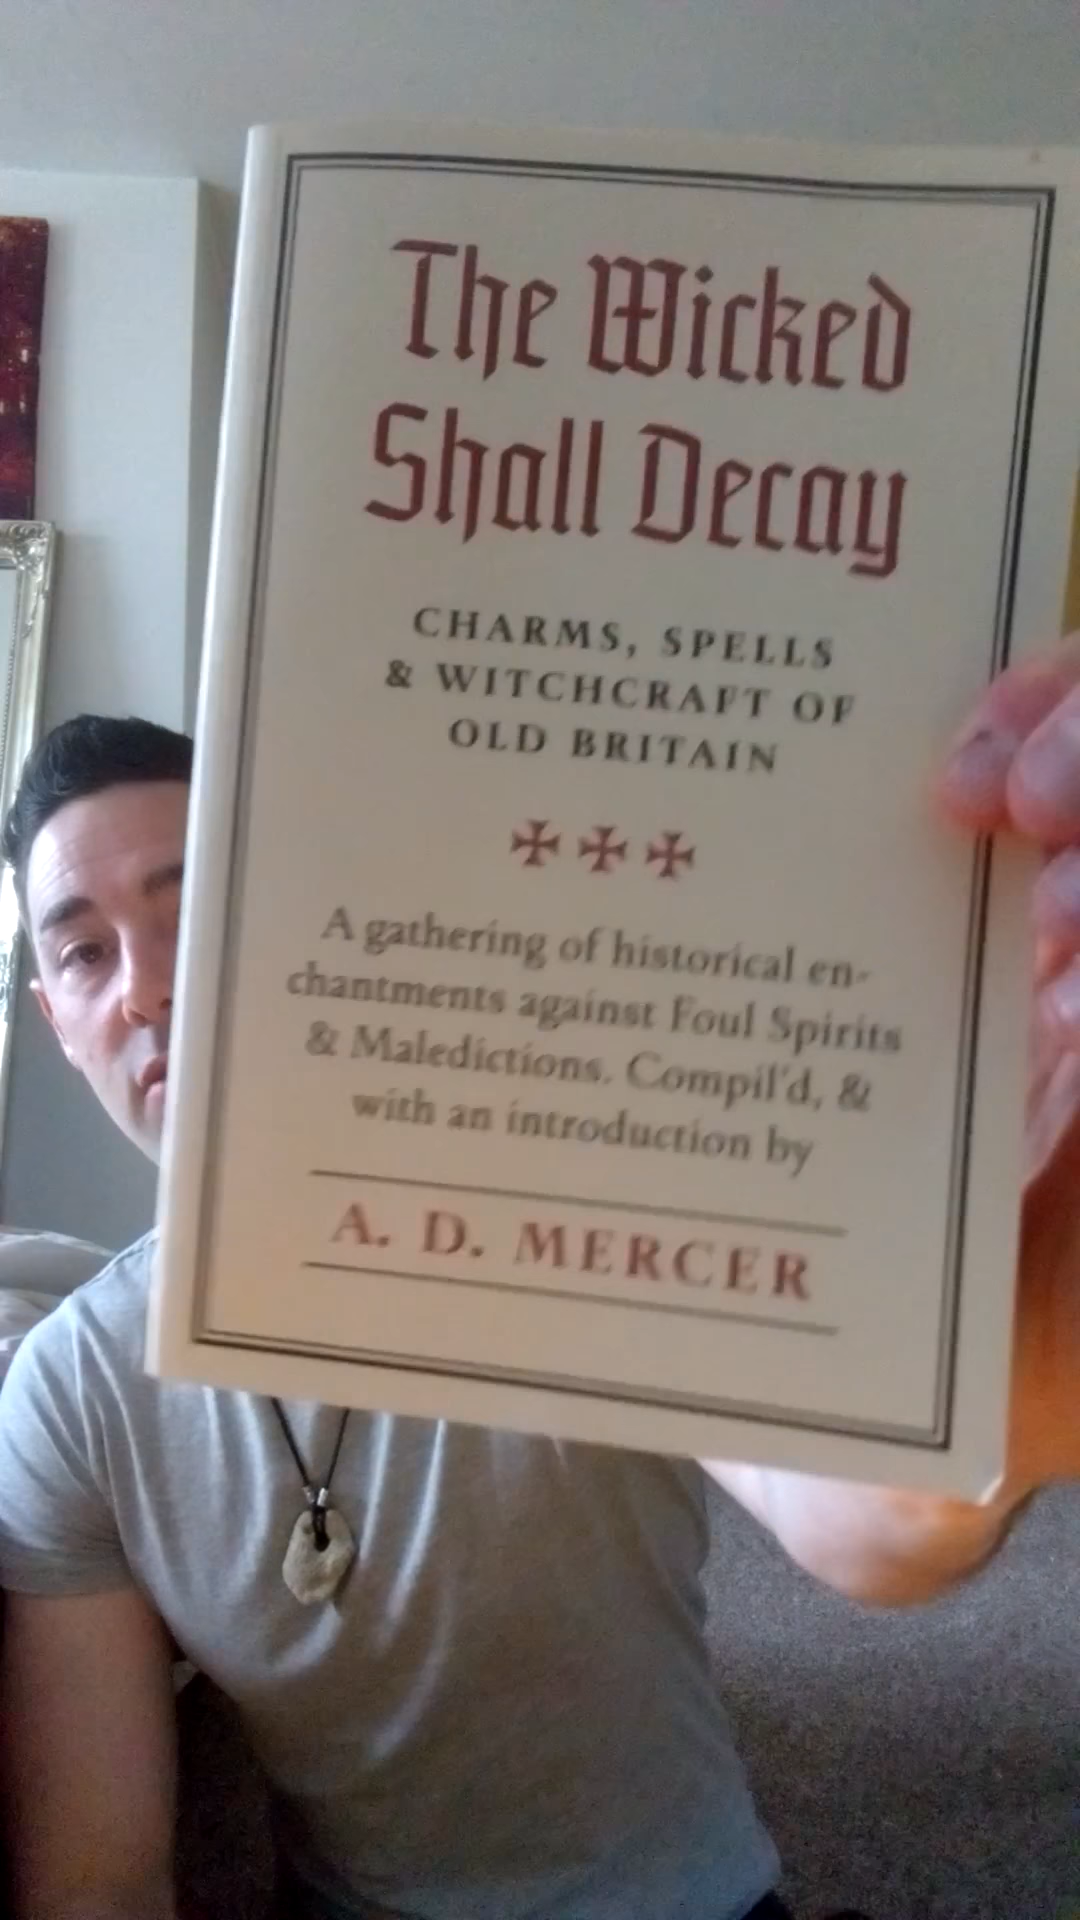 The Wicked
Shall Decay
CHARMS, SPELLS
& WITCHCRAFT OF
OLD BRITAIN
A gathering of historical en-
chantments against Foul Spirits
& Maledictions. Compil'd, &
with an introduction by
A. D. MERCER